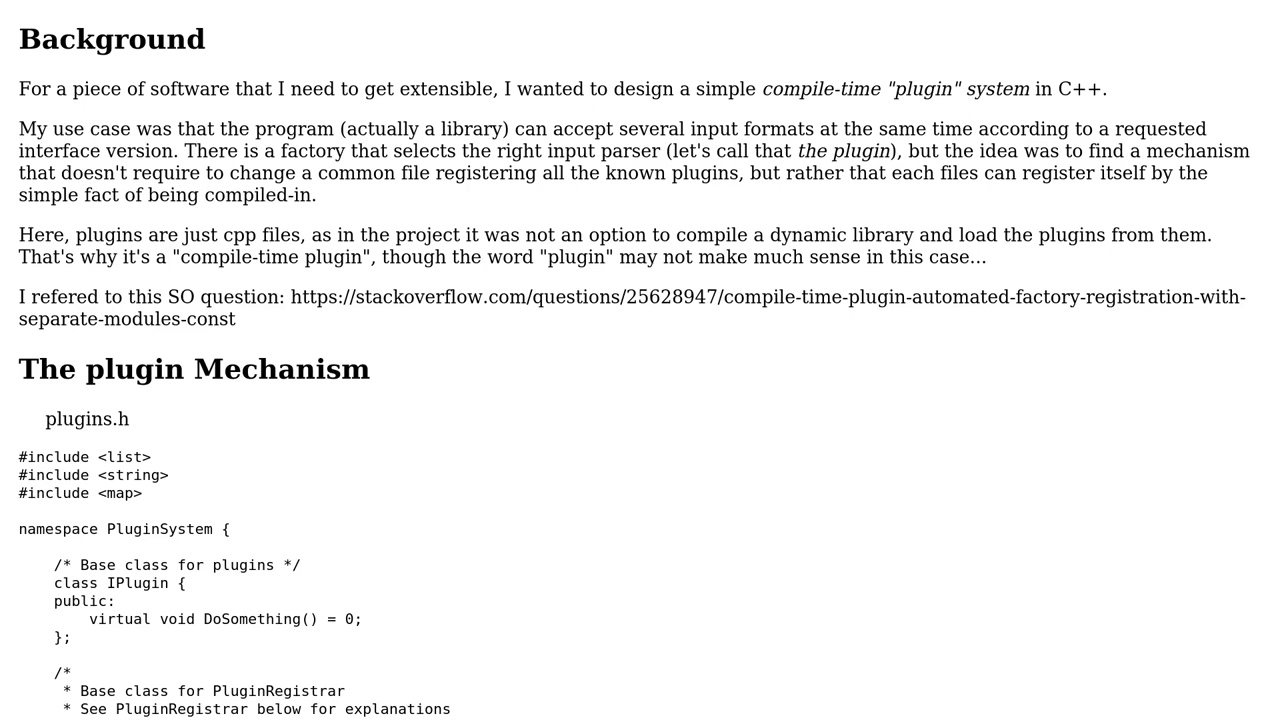 Background
For a piece of software that I need to get extensible, I wanted to design a simple compile-time "plugin" system in C++.
My use case was that the program (actually a library) can accept several input formats at the same time according to a requested
interface version. There is a factory that selects the right input parser (let's call that the plugin), but the idea was to find a mechanism
that doesn't require to change a common file registering all the known plugins, but rather that each files can register itself by the
simple fact of being compiled-in.
Here, plugins are just cpp files, as in the project it was not an option to compile a dynamic library and load the plugins from them.
That's why it's a "compile-time plugin", though the word "plugin" may not make much sense in this case...
I refered to this SO question: https://stackoverflow.com/questions/25628947/compile-time-plugin-automated-factory-registration-with-
separate-modules-const
The plugin Mechanism
plugins.h
#include <list>
#include <string>
#include <map>
namespace PluginSystem {
/* Base class for plugins */
class IPlugin {
public:
virtual void DoSomething() = 0;
};
/*
* Base class for PluginRegistrar
* See PluginRegistrar below for explanations